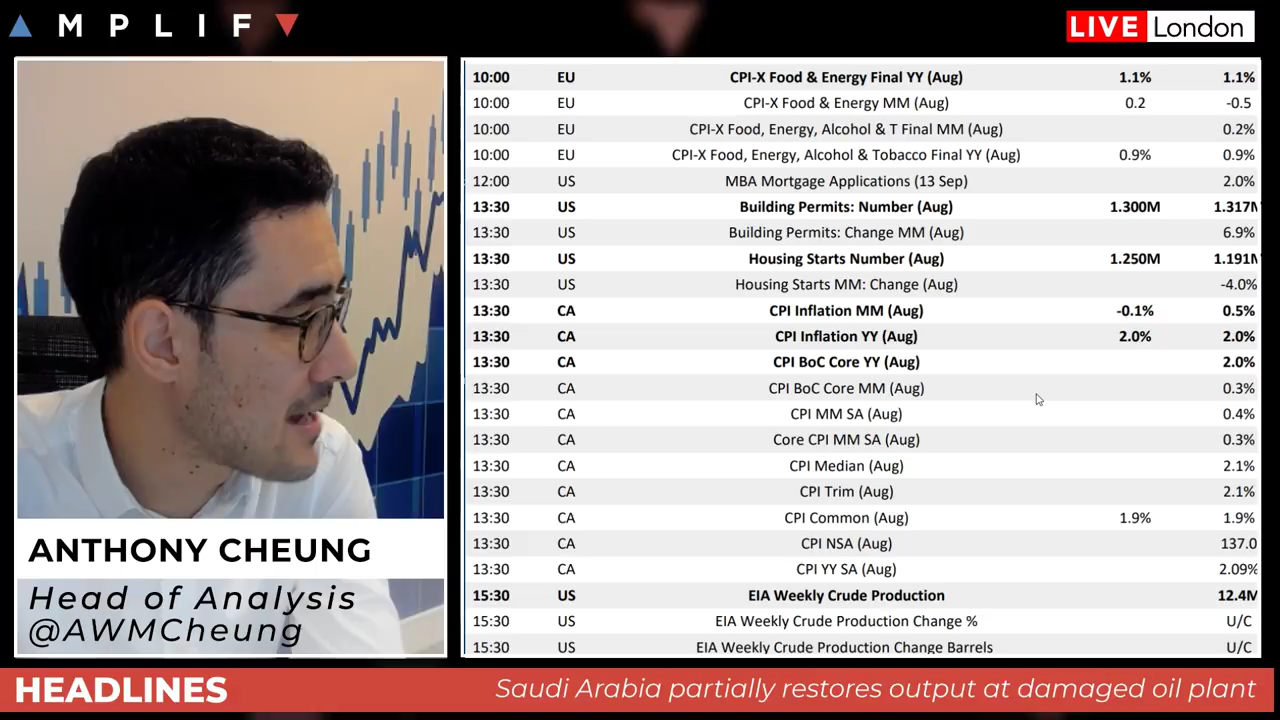 ▲ M P L I F ▼
LIVE London
10:00 EU CPI-X Food & Energy Final YY (Aug) 1.1% 1.1%
10:00 EU CPI-X Food & Energy MM (Aug) 0.2 -0.5
10:00 EU CPI-X Food, Energy, Alcohol & T Final MM (Aug) 0.2%
10:00 EU CPI-X Food, Energy, Alcohol & Tobacco Final YY (Aug) 0.9% 0.9%
12:00 US MBA Mortgage Applications (13 Sep) 2.0%
13:30 US Building Permits: Number (Aug) 1.300M 1.317M
13:30 US Building Permits: Change MM (Aug) 6.9%
13:30 US Housing Starts Number (Aug) 1.250M 1.191M
13:30 US Housing Starts MM: Change (Aug) -4.0%
13:30 CA CPI Inflation MM (Aug) -0.1% 0.5%
13:30 CA CPI Inflation YY (Aug) 2.0% 2.0%
13:30 CA CPI BoC Core YY (Aug) 2.0%
13:30 CA CPI BoC Core MM (Aug) 0.3%
13:30 CA CPI MM SA (Aug) 0.4%
13:30 CA Core CPI MM SA (Aug) 0.3%
13:30 CA CPI Median (Aug) 2.1%
13:30 CA CPI Trim (Aug) 2.1%
13:30 CA CPI Common (Aug) 1.9% 1.9%
13:30 CA CPI NSA (Aug) 137.0
13:30 CA CPI YY SA (Aug) 2.09%
15:30 US EIA Weekly Crude Production 12.4M
15:30 US EIA Weekly Crude Production Change % U/C
15:30 US EIA Weekly Crude Production Change Barrels U/C
ANTHONY CHEUNG
Head of Analysis
@AWMCheung
HEADLINES Saudi Arabia partially restores output at damaged oil plant